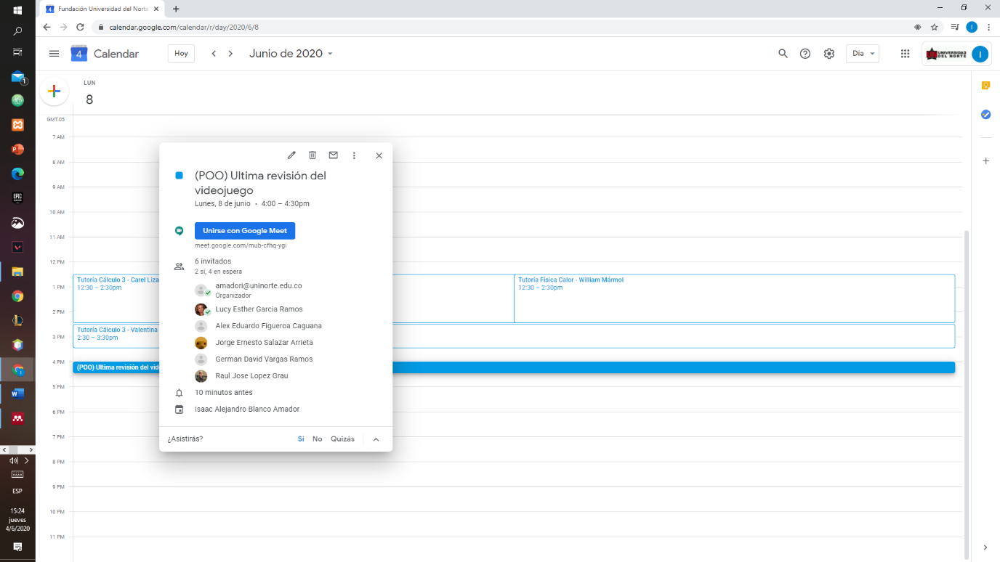 Fundación Universidad del Norte
calendar.google.com/calendar/r/day/2020/6/8
4
Calendar
Hoy
Junio de 2020
Día
UNIVERSIDAD
DEL NORTE
I
LUN
8
GMT-05
7 AM
8 AM
9 AM
10 AM
11 AM
12 PM
1 PM
2 PM
3 PM
4 PM
5 PM
6 PM
7 PM
8 PM
9 PM
10 PM
11 PM
Tutoría Cálculo 3 - Carel Liza
12:30 – 2:30pm
Tutoría Física Calor - William Mármol
12:30 – 2:30pm
Tutoría Cálculo 3 - Valentina
2:30 – 3:30pm
(POO) Ultima revisión del vid
(POO) Ultima revisión del
videojuego
Lunes, 8 de junio · 4:00 – 4:30pm
Unirse con Google Meet
meet.google.com/mub-cfhq-ygi
6 invitados
2 sí, 4 en espera
amadori@uninorte.edu.co
Organizador
Lucy Esther Garcia Ramos
Alex Eduardo Figueroa Caguana
Jorge Ernesto Salazar Arrieta
German David Vargas Ramos
Raul Jose Lopez Grau
10 minutos antes
Isaac Alejandro Blanco Amador
¿Asistirás?
Sí No Quizás
1
EPIC
GAMES
ESP
15:24
jueves
4/6/2020